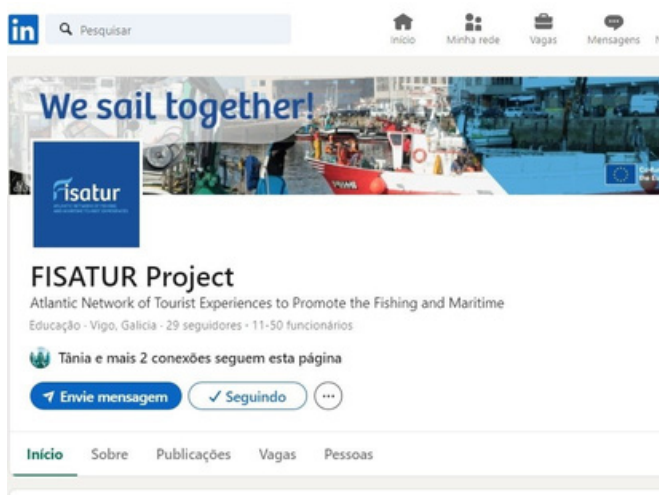 in
Pesquisar
Início
Minha rede
Vagas
Mensagens
We sail together!
Fisatur
FISATUR Project
Atlantic Network of Tourist Experiences to Promote the Fishing and Maritime
Educação · Vigo, Galicia · 29 seguidores · 11-50 funcionários
Tânia e mais 2 conexões seguem esta página
Envie mensagem
Seguindo
Início
Sobre
Publicações
Vagas
Pessoas